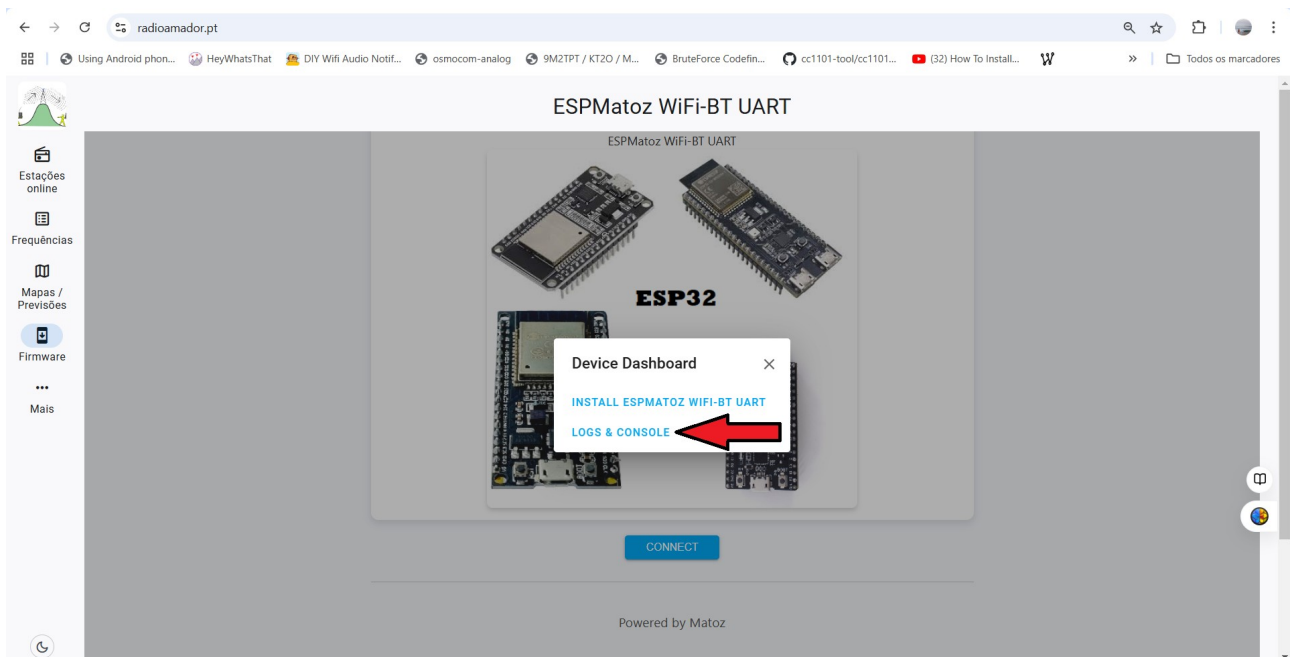 radioamador.pt
Using Android phon...
HeyWhatsThat
DIY Wifi Audio Notif...
osmocom-analog
9M2TPT / KT2O / M...
BruteForce Codefin...
cc1101-tool/cc1101...
(32) How To Install...
»
Todos os marcadores
ESPMatoz WiFi-BT UART
Estações
online
Frequências
Mapas /
Previsões
Firmware
Mais
ESPMatoz WiFi-BT UART
ESP32
Device Dashboard
INSTALL ESPMATOZ WIFI-BT UART
LOGS & CONSOLE
CONNECT
Powered by Matoz